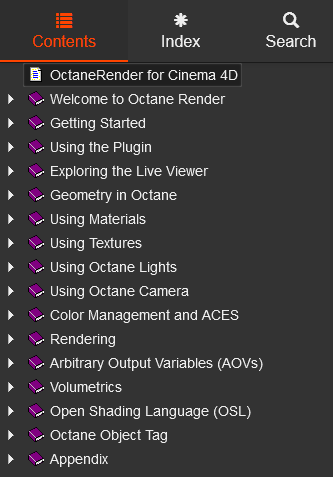 Contents Index Search
OctaneRender for Cinema 4D
Welcome to Octane Render
Getting Started
Using the Plugin
Exploring the Live Viewer
Geometry in Octane
Using Materials
Using Textures
Using Octane Lights
Using Octane Camera
Color Management and ACES
Rendering
Arbitrary Output Variables (AOVs)
Volumetrics
Open Shading Language (OSL)
Octane Object Tag
Appendix